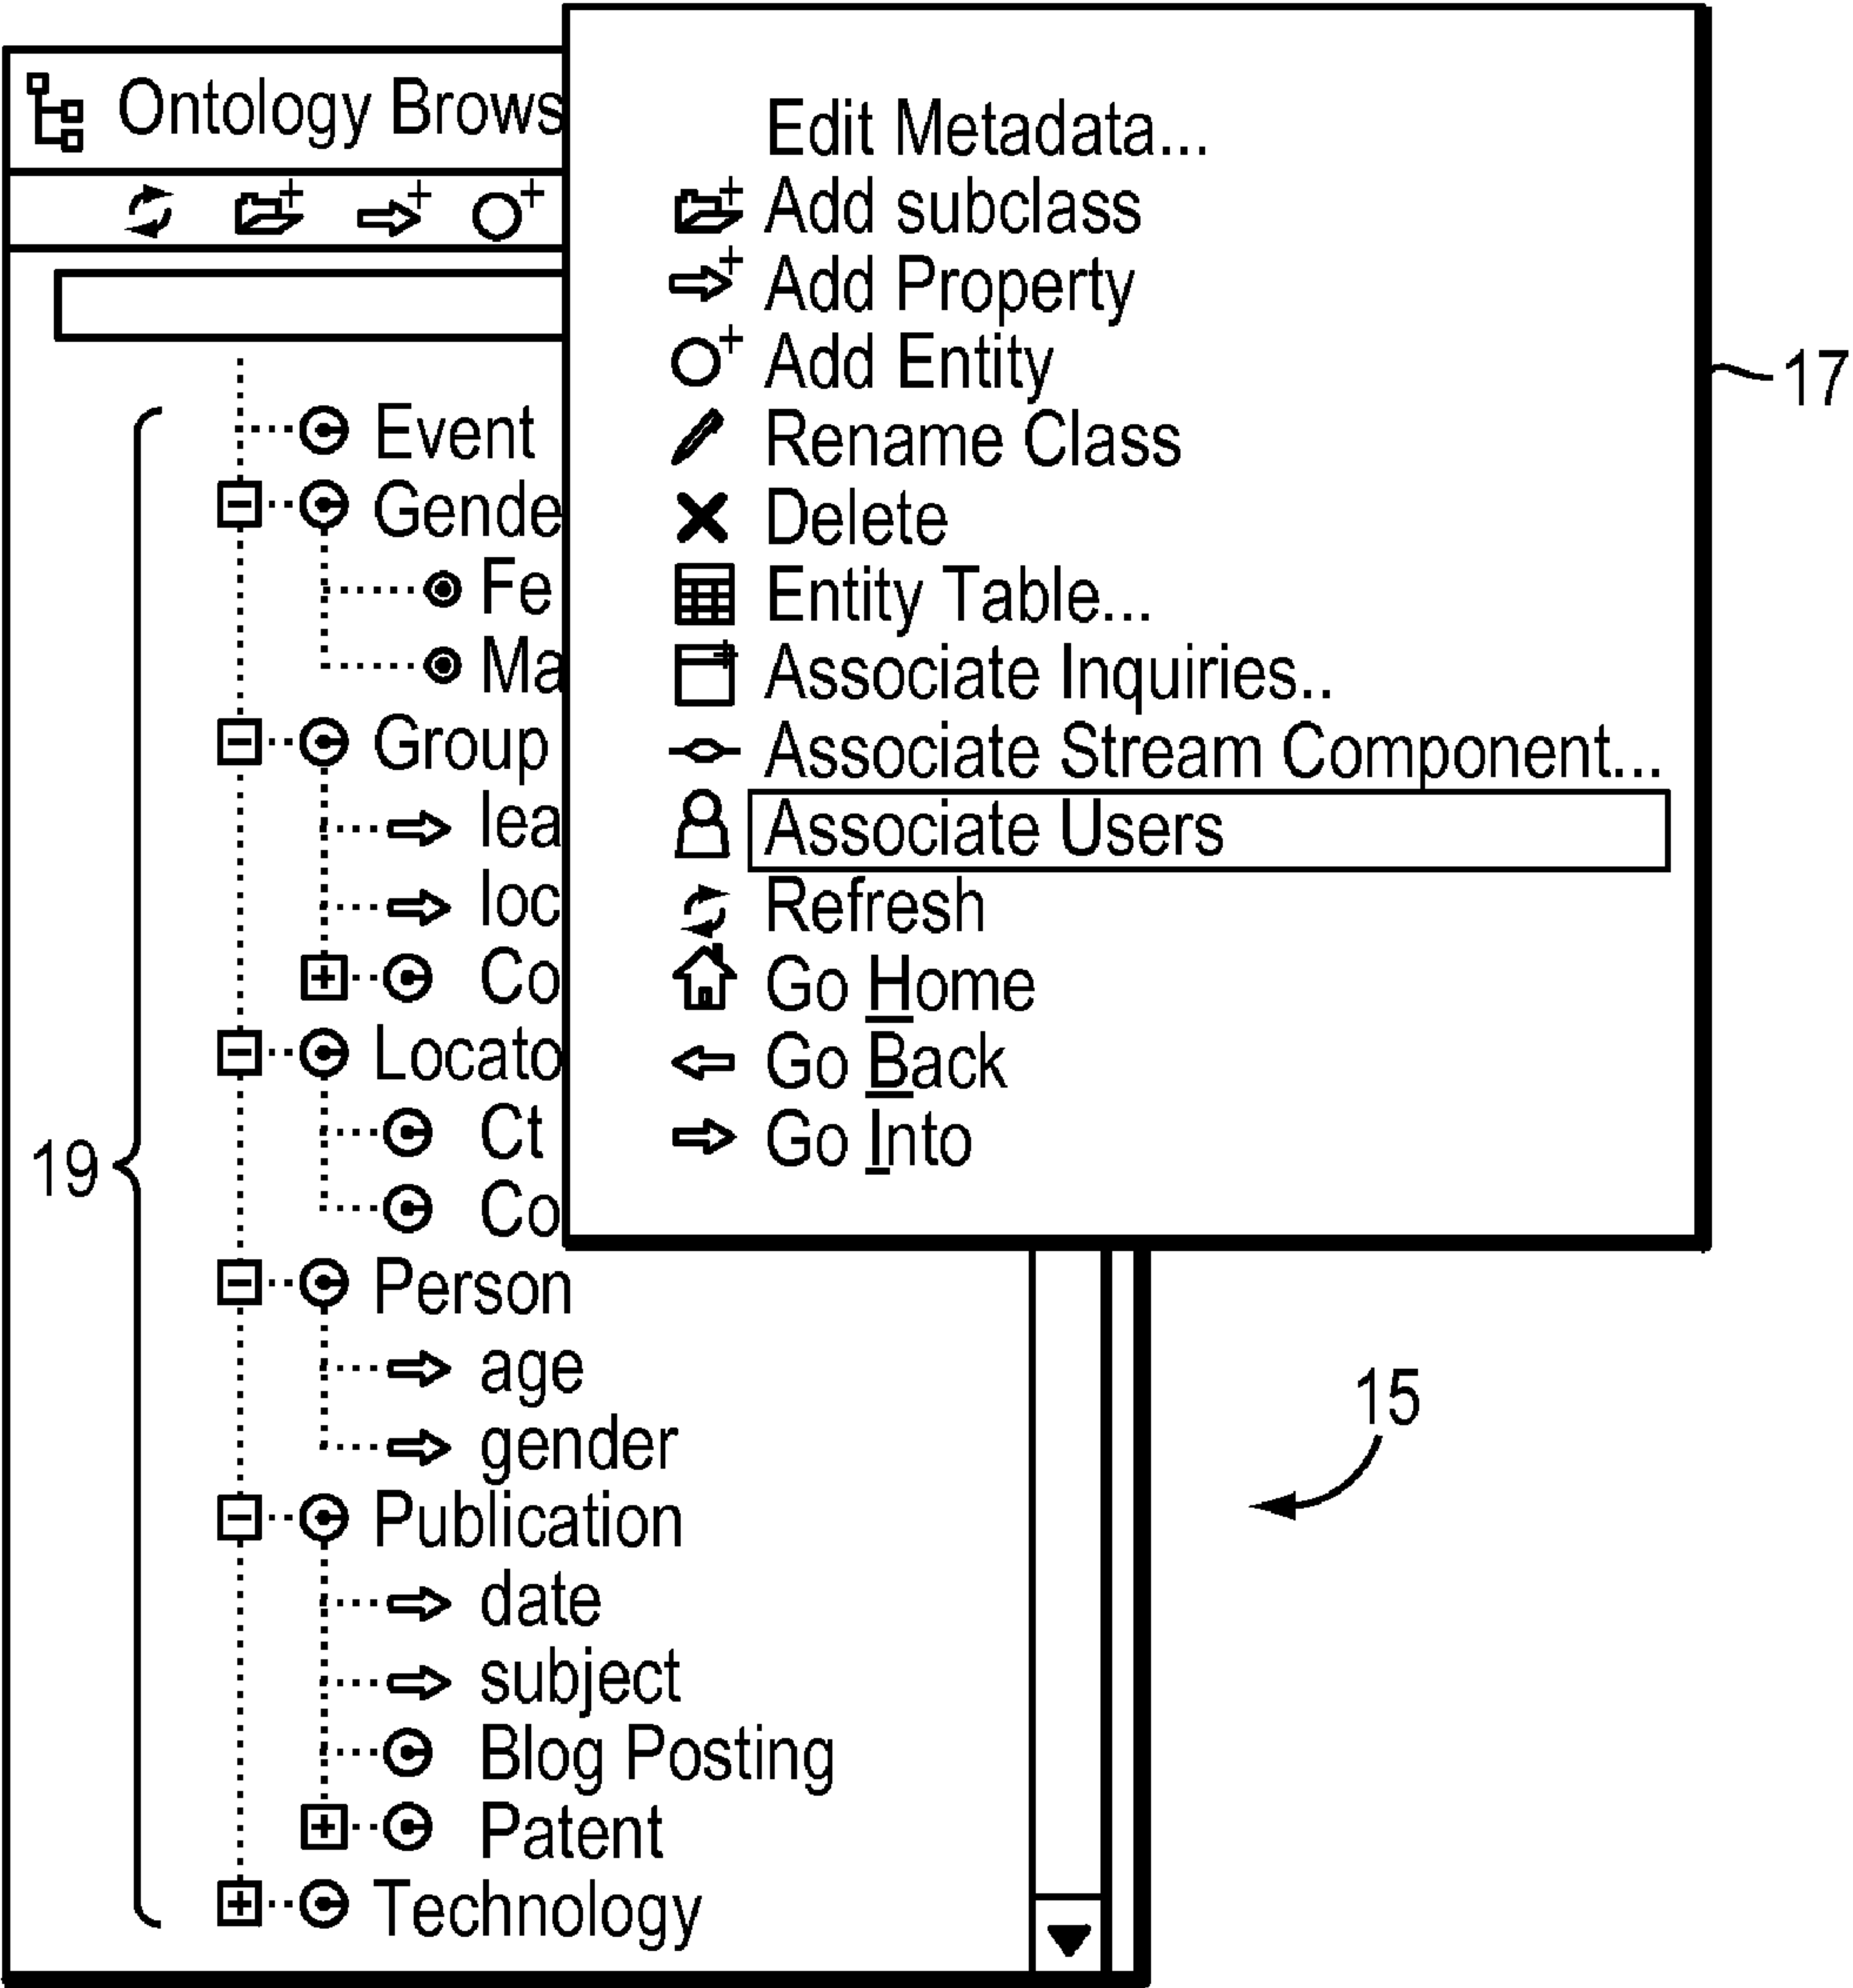 Ontology Brows
Edit Metadata...
Add subclass
Add Property
Add Entity
Rename Class
Delete
Entity Table...
Associate Inquiries..
Associate Stream Component...
Associate Users
Refresh
Go Home
Go Back
Go Into
17
Event
Gende
Fe
Ma
Group
lea
loc
Co
Locato
Ct
Co
Person
age
gender
Publication
date
subject
Blog Posting
Patent
Technology
19
15